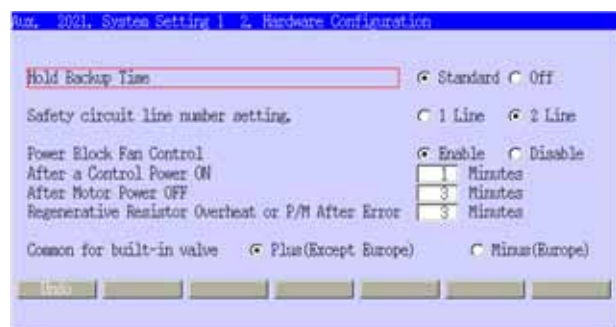 Aux. 2021. System Setting 1 2. Hardware Configuration
Hold Backup Time Standard Off
Safety circuit line number setting. 1 Line 2 Line
Power Block Fan Control Enable Disable
After a Control Power ON 1 Minutes
After Motor Power OFF 3 Minutes
Regenerative Resistor Overheat or P/M After Error 3 Minutes
Common for built-in valve Plus(Except Europe) Minus(Europe)
Undo